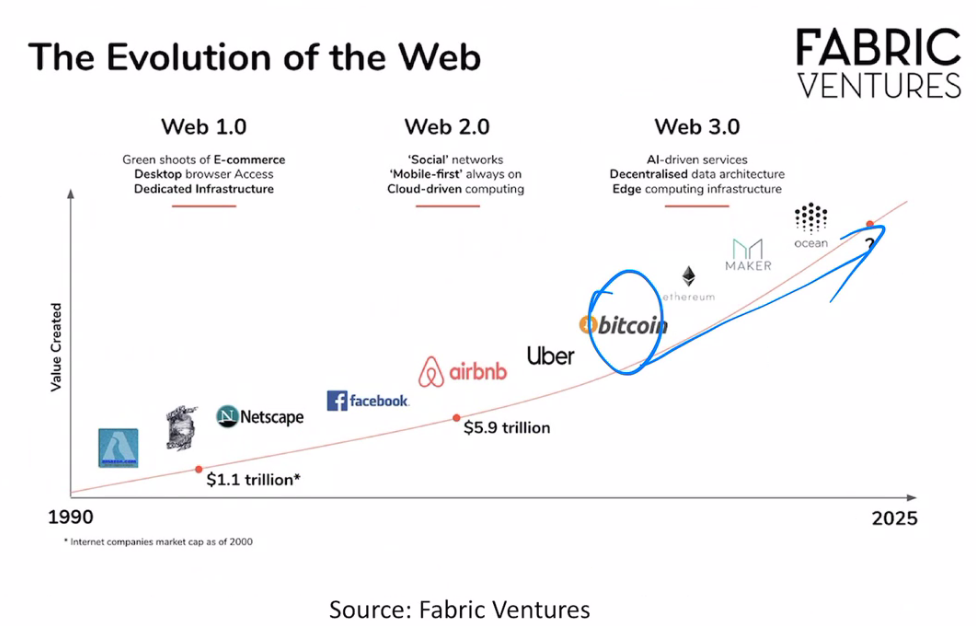 The Evolution of the Web
FABRIC
VENTURES
Web 1.0
Green shoots of E-commerce
Desktop browser Access
Dedicated Infrastructure
Web 2.0
'Social' networks
'Mobile-first' always on
Cloud-driven computing
Web 3.0
AI-driven services
Decentralised data architecture
Edge computing infrastructure
Value Created
amazon.com
Netscape
facebook.
airbnb
Uber
bitcoin
ethereum
MAKER
ocean
?
$1.1 trillion*
$5.9 trillion
1990
2025
* Internet companies market cap as of 2000
Source: Fabric Ventures